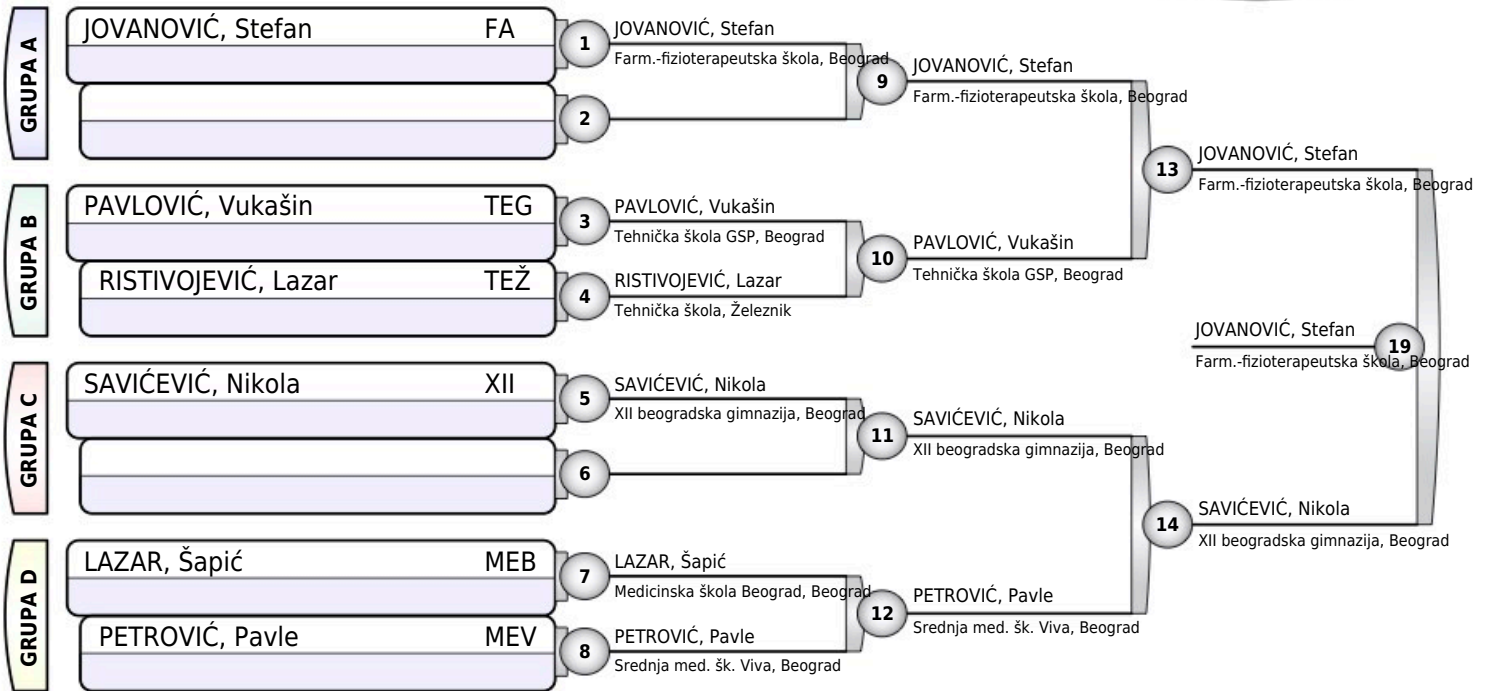 GRUPA A
JOVANOVIĆ, Stefan FA
1
2
JOVANOVIĆ, Stefan
Farm.-fizioterapeutska škola, Beograd
9
JOVANOVIĆ, Stefan
Farm.-fizioterapeutska škola, Beograd
GRUPA B
PAVLOVIĆ, Vukašin TEG
RISTIVOJEVIĆ, Lazar TEŽ
3
4
PAVLOVIĆ, Vukašin
Tehnička škola GSP, Beograd
RISTIVOJEVIĆ, Lazar
Tehnička škola, Železnik
10
PAVLOVIĆ, Vukašin
Tehnička škola GSP, Beograd
13
JOVANOVIĆ, Stefan
Farm.-fizioterapeutska škola, Beograd
GRUPA C
SAVIĆEVIĆ, Nikola XII
5
6
SAVIĆEVIĆ, Nikola
XII beogradska gimnazija, Beograd
11
SAVIĆEVIĆ, Nikola
XII beogradska gimnazija, Beograd
GRUPA D
LAZAR, Šapić MEB
PETROVIĆ, Pavle MEV
7
8
LAZAR, Šapić
Medicinska škola Beograd, Beograd
PETROVIĆ, Pavle
Srednja med. šk. Viva, Beograd
12
PETROVIĆ, Pavle
Srednja med. šk. Viva, Beograd
14
SAVIĆEVIĆ, Nikola
XII beogradska gimnazija, Beograd
19
JOVANOVIĆ, Stefan
Farm.-fizioterapeutska škola, Beograd